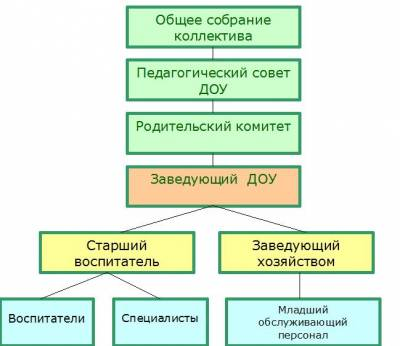 Общее собрание
коллектива
Педагогический совет
ДОУ
Родительский комитет
Заведующий ДОУ
Старший
воспитатель
Заведующий
хозяйством
Воспитатели
Специалисты
Младший
обслуживающий
персонал